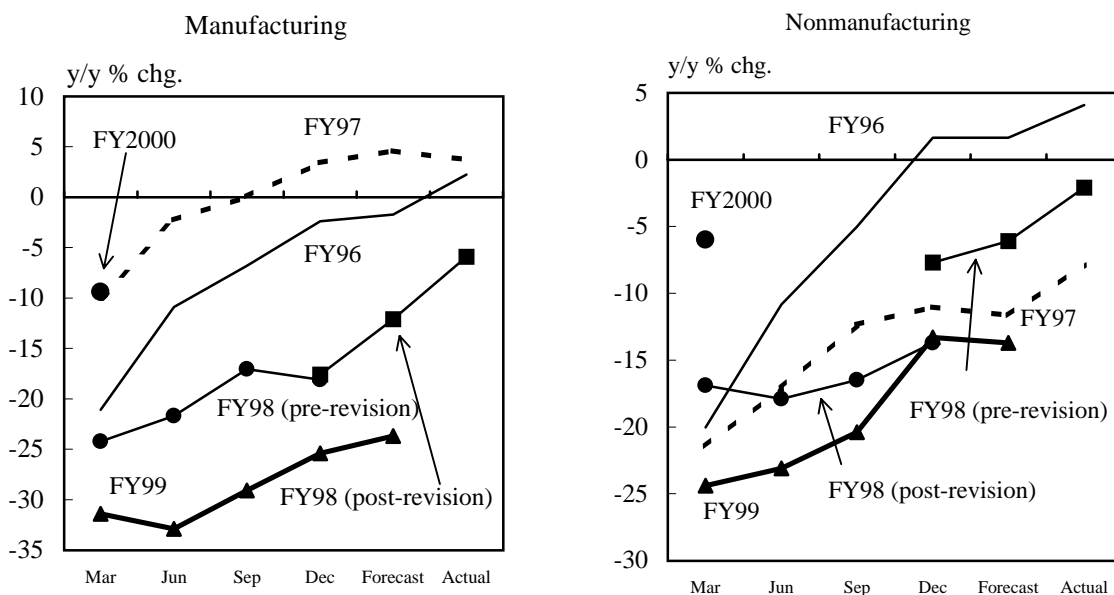 Manufacturing
y/y % chg.
10
5
0
-5
-10
-15
-20
-25
-30
-35
FY2000
FY97
FY96
FY98 (pre-revision)
FY99
FY98 (post-revision)
Mar Jun Sep Dec Forecast Actual
Nonmanufacturing
y/y % chg.
5
0
-5
-10
-15
-20
-25
-30
FY96
FY2000
FY97
FY98 (pre-revision)
FY98 (post-revision)
FY99
Mar Jun Sep Dec Forecast Actual